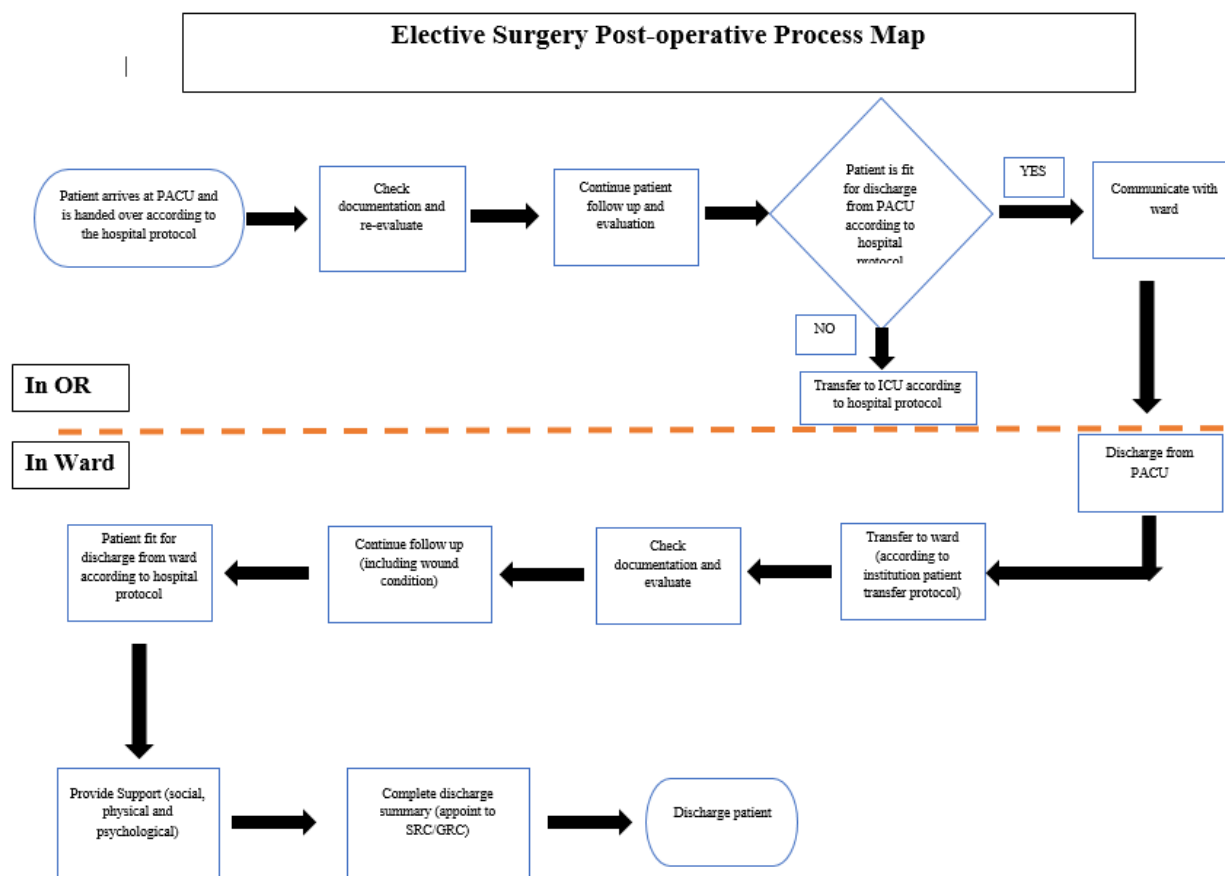 Elective Surgery Post-operative Process Map
Patient arrives at PACU and
is handed over according to
the hospital protocol
Check
documentation and
re-evaluate
Continue patient
follow up and
evaluation
Patient is fit
for discharge
from PACU
according to
hospital
protocol
YES
Communicate with
ward
NO
Transfer to ICU according
to hospital protocol
In OR
In Ward
Discharge from
PACU
Transfer to ward
(according to
institution patient
transfer protocol)
Check
documentation and
evaluate
Continue follow up
(including wound
condition)
Patient fit for
discharge from ward
according to hospital
protocol
Provide Support (social,
physical and
psychological)
Complete discharge
summary (appoint to
SRC/GRC)
Discharge patient